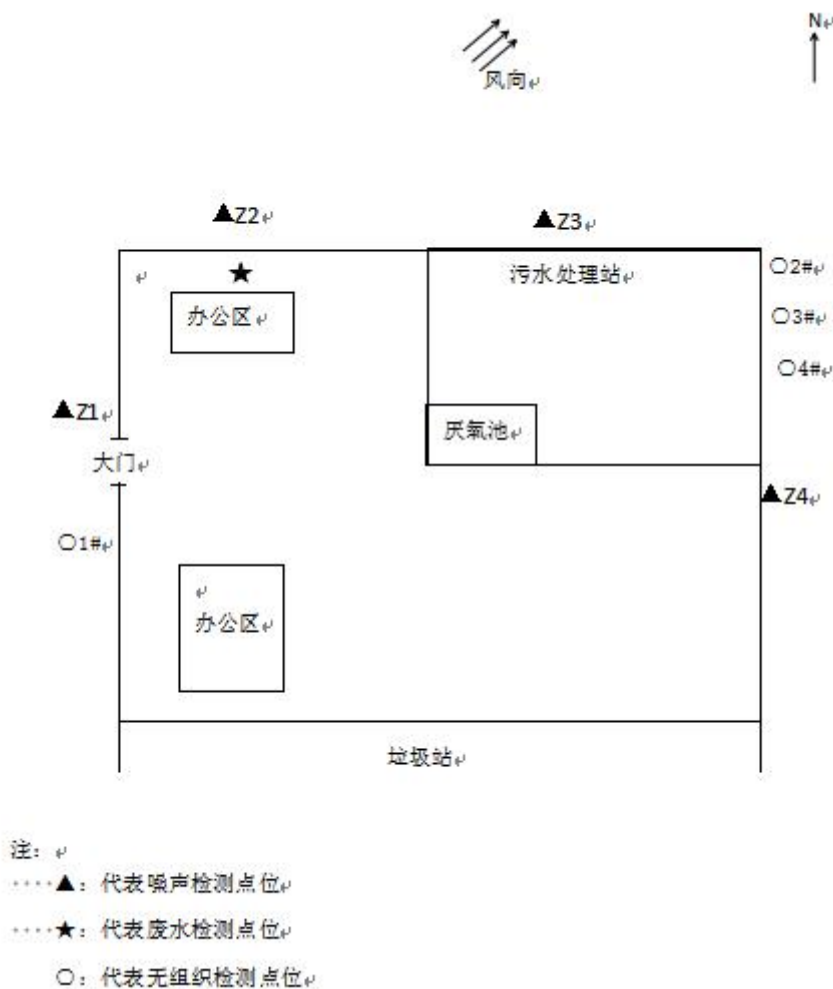 N
风向
▲Z2
▲Z3
★
污水处理站
○2#
办公区
○3#
○4#
▲Z1
厌氧池
大门
▲Z4
○1#
办公区
垃圾站
注：
····▲：代表噪声检测点位
····★：代表废水检测点位
○：代表无组织检测点位